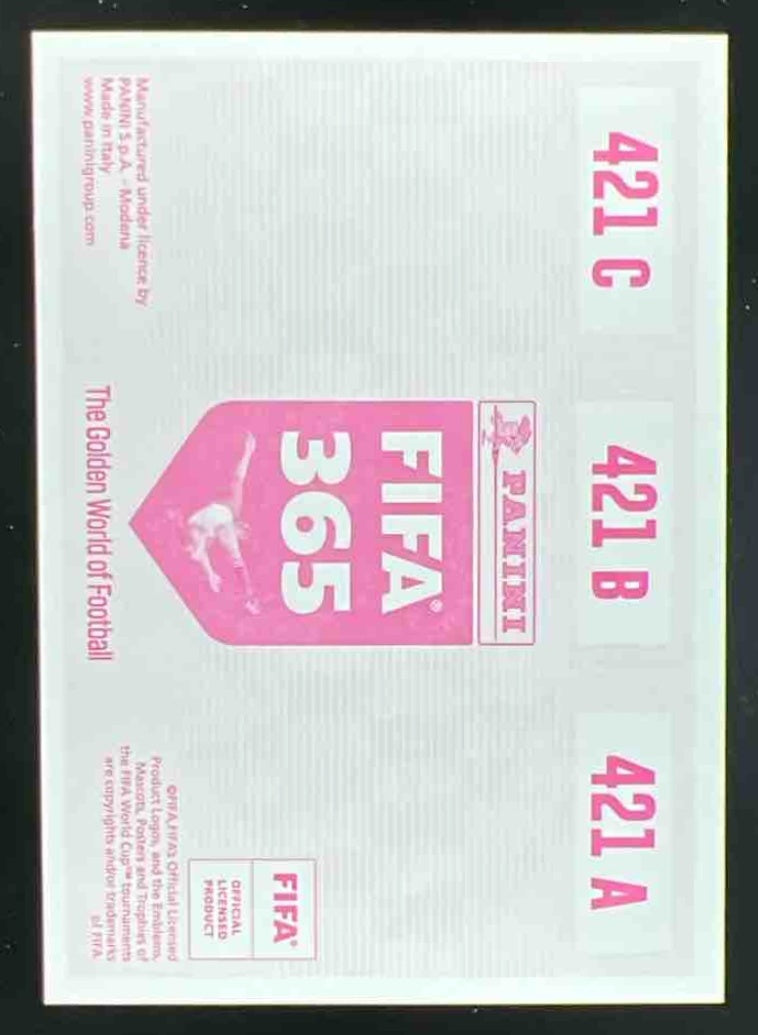 421 C
421 B
421 A
PANINI
FIFA®
365
The Golden World of Football
Manufactured under licence by
PANINI S.p.A. - Modena
Made in Italy
www.paninigroup.com
FIFA®
OFFICIAL
LICENSED
PRODUCT
©FIFA, FIFA's Official Licensed
Product Logos, and the Emblems,
Mascots, Posters and Trophies of
the FIFA World Cup™ tournaments
are copyrights and/or trademarks
of FIFA.